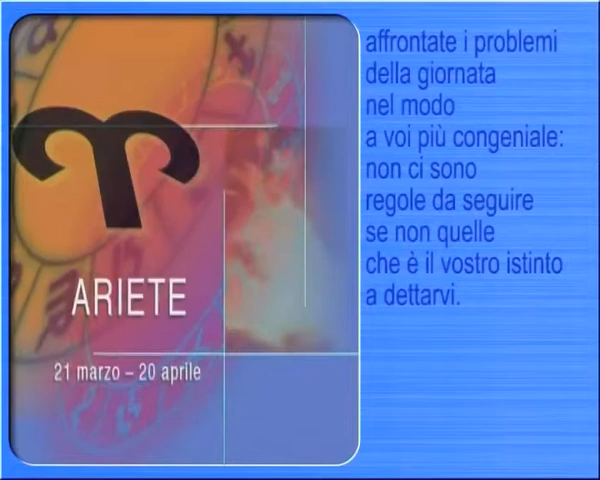 ARIETE
21 marzo – 20 aprile
affrontate i problemi
della giornata
nel modo
a voi più congeniale:
non ci sono
regole da seguire
se non quelle
che è il vostro istinto
a dettarvi.